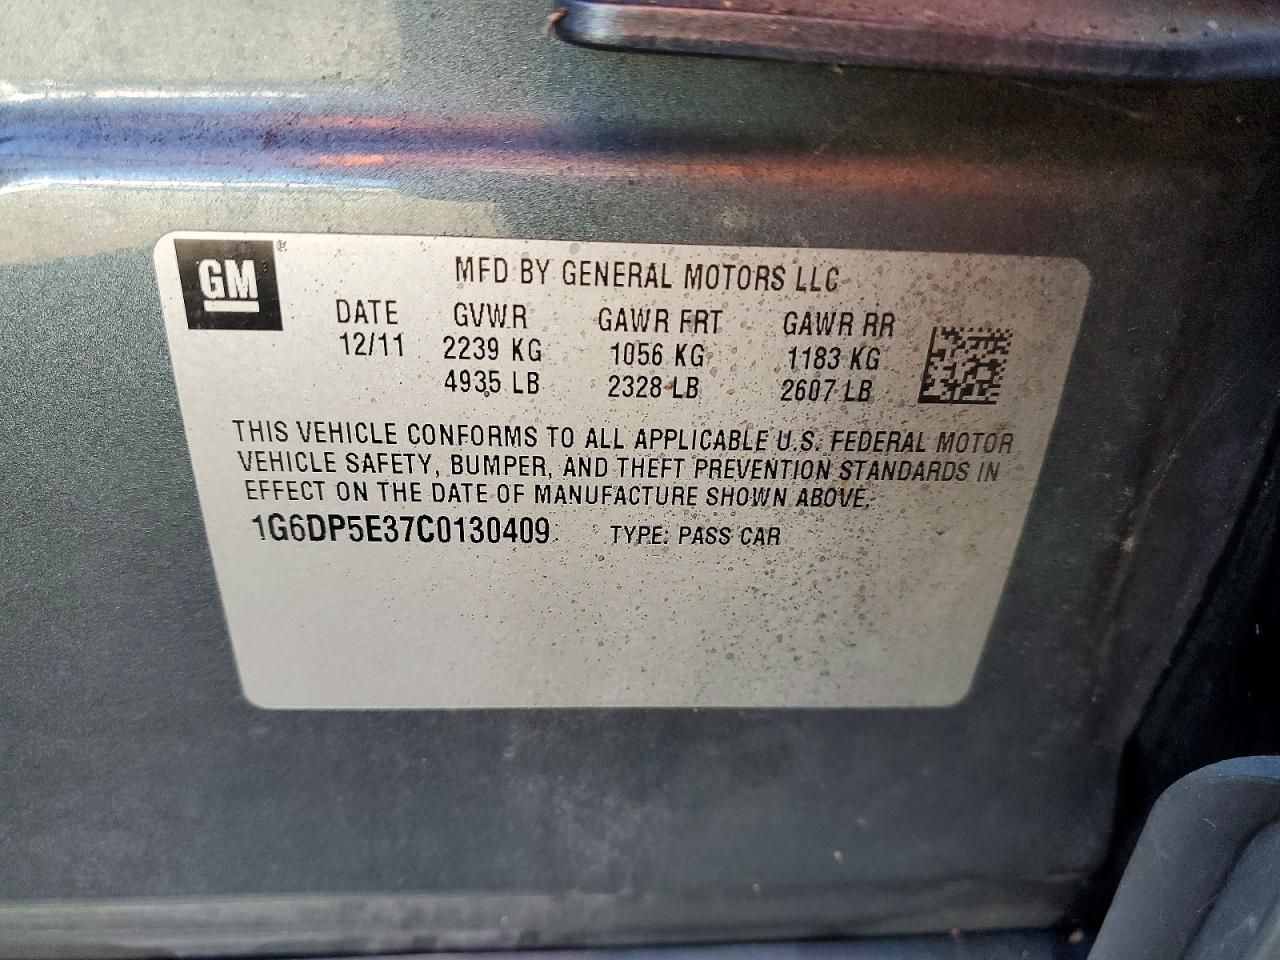 GM ®
MFD BY GENERAL MOTORS LLC
DATE GVWR GAWR FRT GAWR RR
12/11 2239 KG 1056 KG 1183 KG
4935 LB 2328 LB 2607 LB
THIS VEHICLE CONFORMS TO ALL APPLICABLE U.S. FEDERAL MOTOR
VEHICLE SAFETY, BUMPER, AND THEFT PREVENTION STANDARDS IN
EFFECT ON THE DATE OF MANUFACTURE SHOWN ABOVE.
1G6DP5E37C0130409 TYPE: PASS CAR